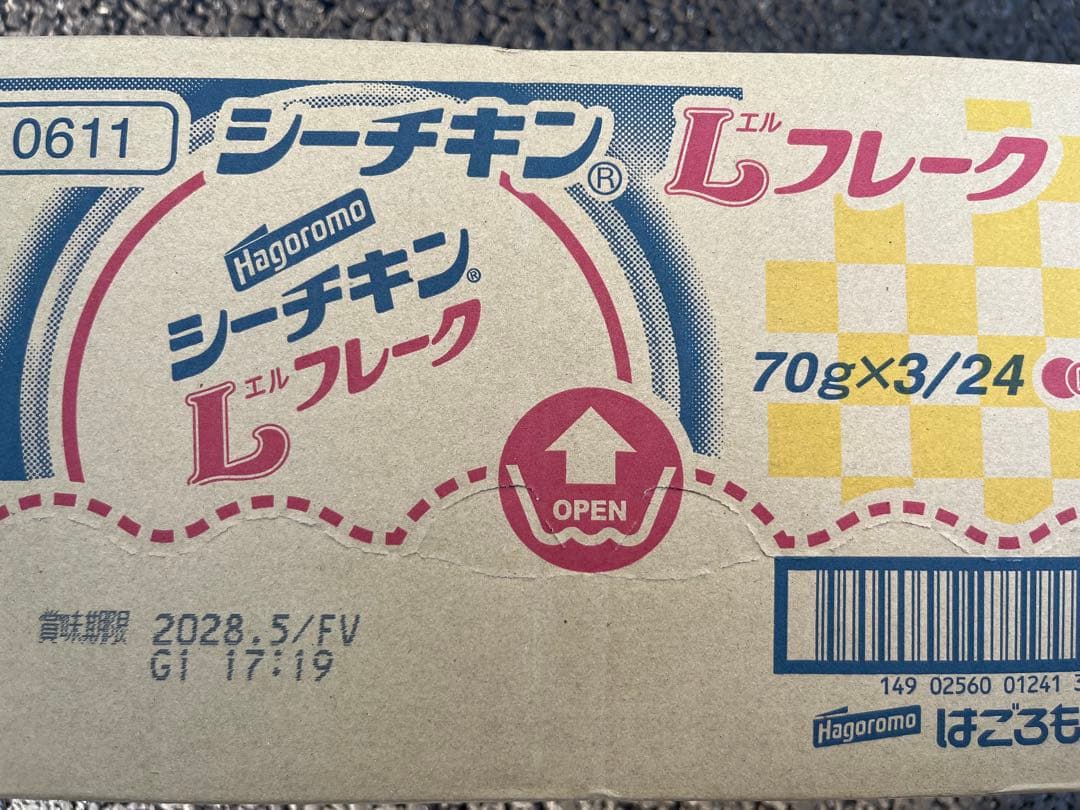 0611
シーチキン®
Lエルフレーク
Hagoromo
シーチキン®
Lエルフレーク
70g×3/24
OPEN
賞味期限 2028.5/FV
G1 17:19
149 02560 01241
Hagoromo はごろも